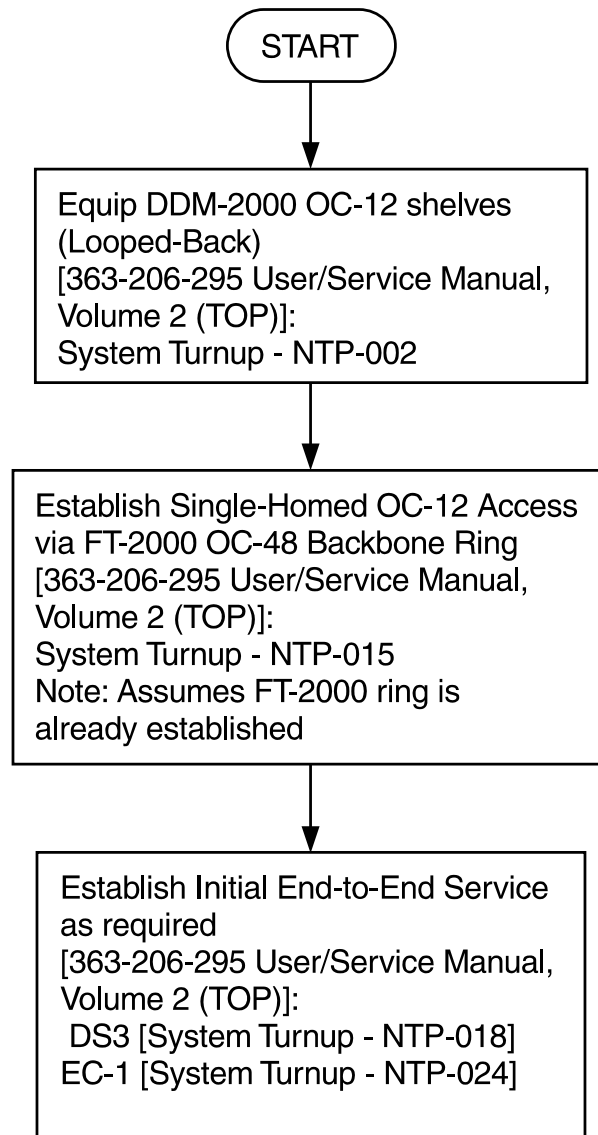 START
Equip DDM-2000 OC-12 shelves
(Looped-Back)
[363-206-295 User/Service Manual,
Volume 2 (TOP)]:
System Turnup - NTP-002
Establish Single-Homed OC-12 Access
via FT-2000 OC-48 Backbone Ring
[363-206-295 User/Service Manual,
Volume 2 (TOP)]:
System Turnup - NTP-015
Note: Assumes FT-2000 ring is
already established
Establish Initial End-to-End Service
as required
[363-206-295 User/Service Manual,
Volume 2 (TOP)]:
DS3 [System Turnup - NTP-018]
EC-1 [System Turnup - NTP-024]